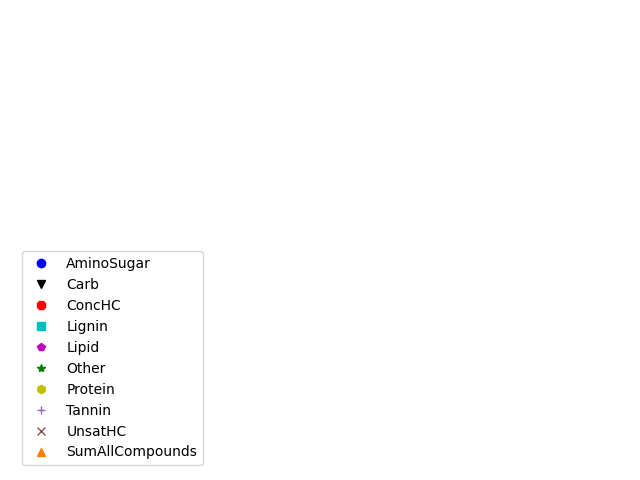 AminoSugar
Carb
ConcHC
Lignin
Lipid
Other
Protein
Tannin
UnsatHC
SumAllCompounds